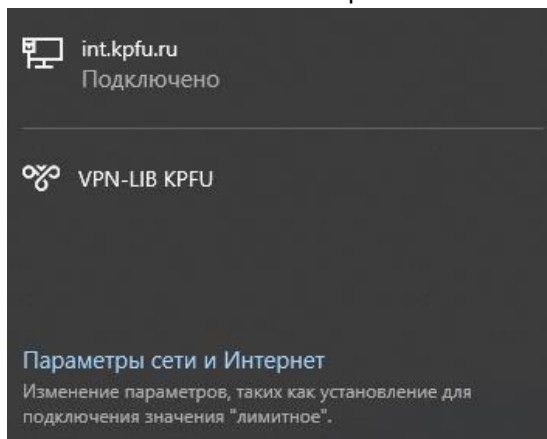 int.kpfu.ru
Подключено
VPN-LIB KPFU
Параметры сети и Интернет
Изменение параметров, таких как установление для
подключения значения "лимитное".